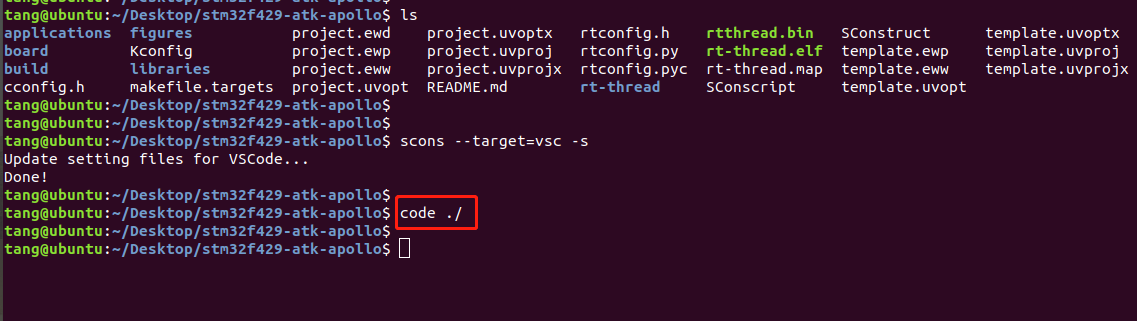 tang@ubuntu:~/Desktop/stm32f429-atk-apollo$ ls
applications figures project.ewd project.uvoptx rtconfig.h rtthread.bin SConstruct template.uvoptx
board Kconfig project.ewp project.uvproj rtconfig.py rt-thread.elf template.ewp template.uvproj
build libraries project.eww project.uvprojx rtconfig.pyc rt-thread.map template.eww template.uvprojx
cconfig.h makefile.targets project.uvopt README.md rt-thread SConscript template.uvopt
tang@ubuntu:~/Desktop/stm32f429-atk-apollo$
tang@ubuntu:~/Desktop/stm32f429-atk-apollo$
tang@ubuntu:~/Desktop/stm32f429-atk-apollo$ scons --target=vsc -s
Update setting files for VSCode...
Done!
tang@ubuntu:~/Desktop/stm32f429-atk-apollo$
tang@ubuntu:~/Desktop/stm32f429-atk-apollo$ code ./
tang@ubuntu:~/Desktop/stm32f429-atk-apollo$
tang@ubuntu:~/Desktop/stm32f429-atk-apollo$